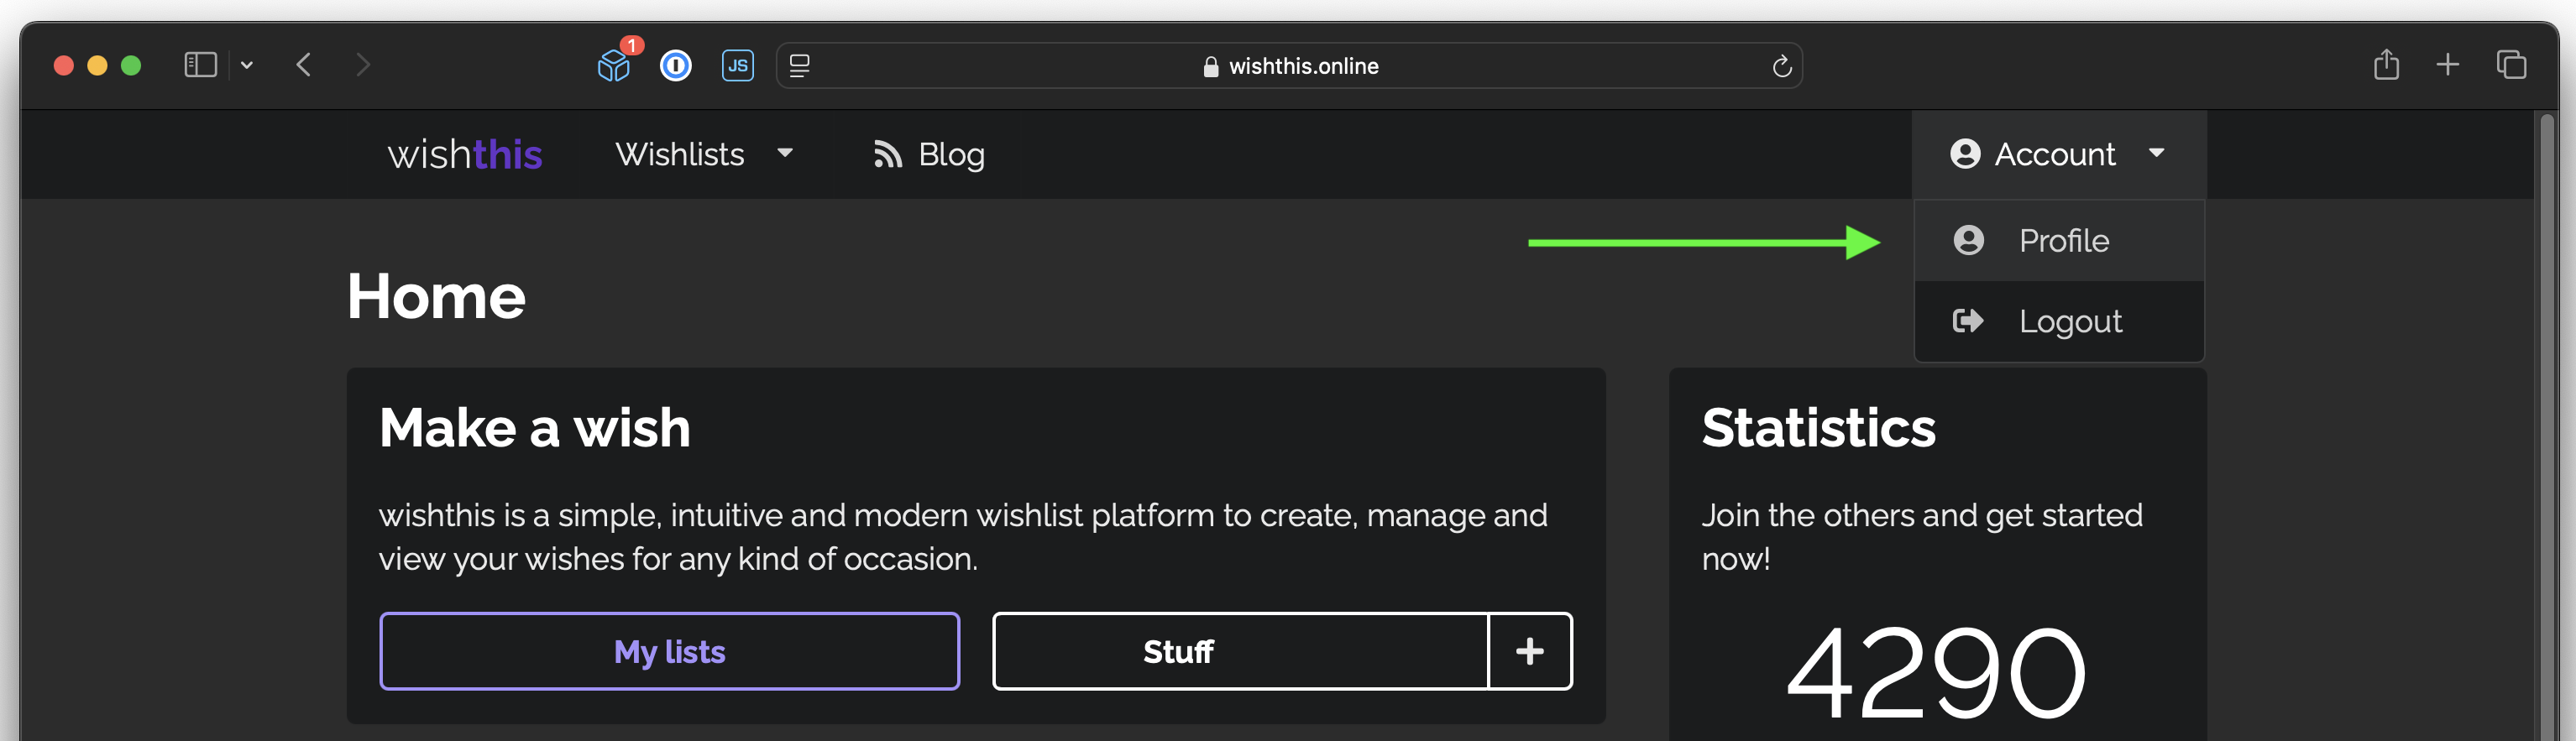 1
JS
wishthis.online
wishthis
Wishlists
Blog
Account
Profile
Logout
Home
Make a wish
wishthis is a simple, intuitive and modern wishlist platform to create, manage and
view your wishes for any kind of occasion.
My lists
Stuff
+
Statistics
Join the others and get started
now!
4290